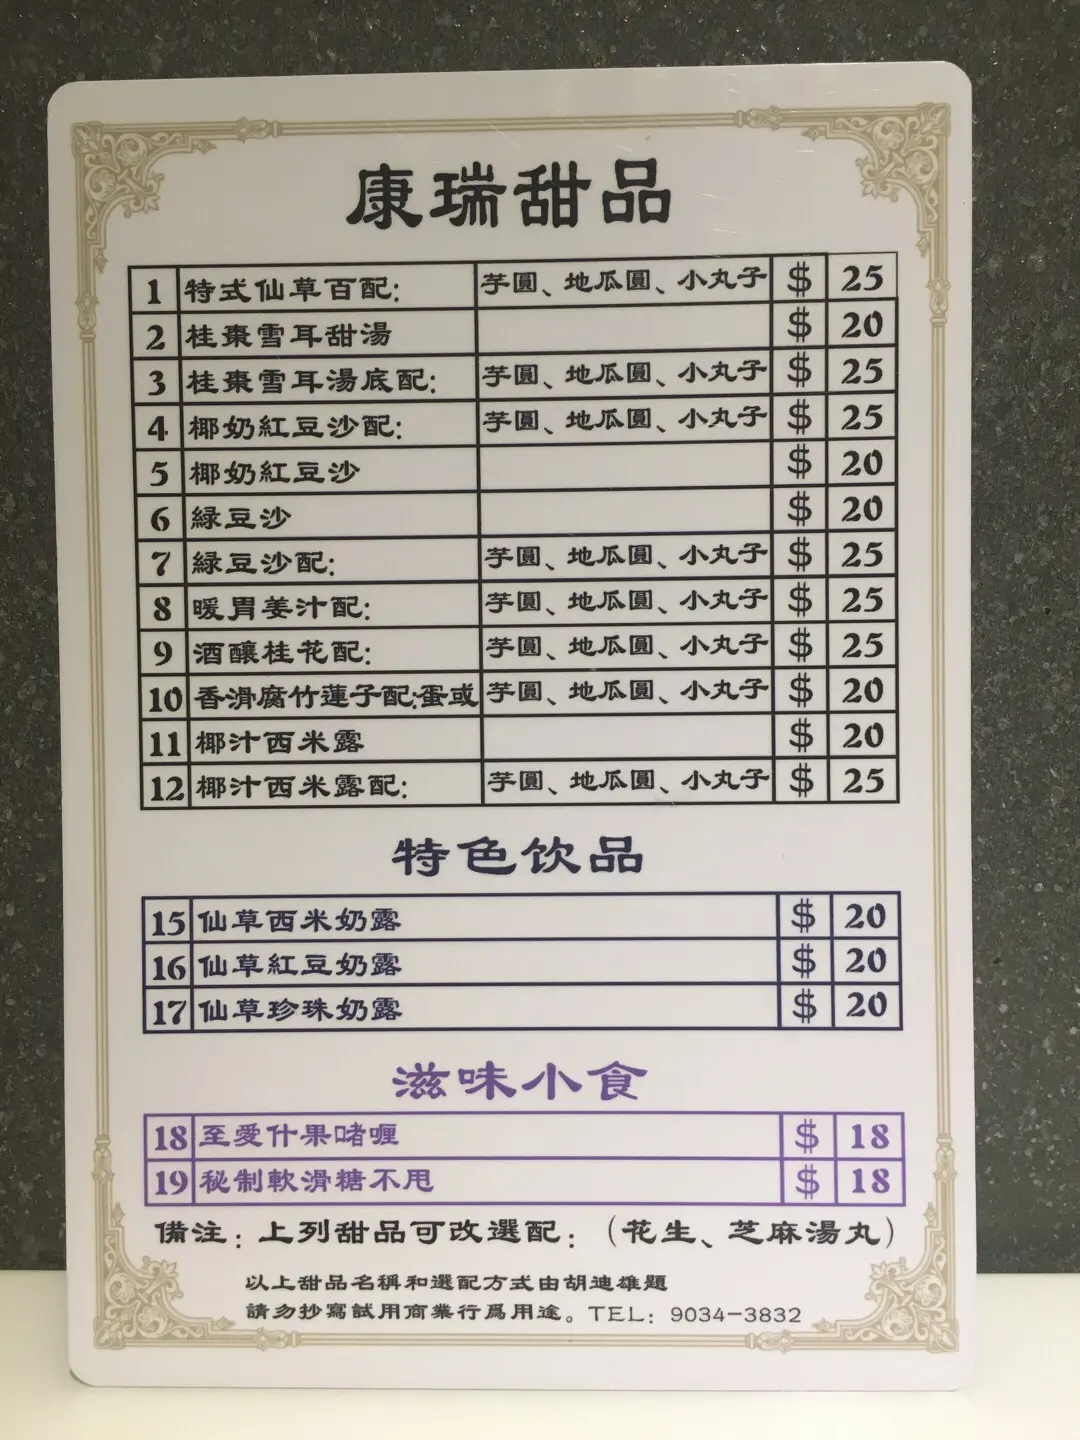 康瑞甜品
1 特式仙草百配: 芋圓、地瓜圓、小丸子 $ 25
2 桂棗雪耳甜湯 $ 20
3 桂棗雪耳湯底配: 芋圓、地瓜圓、小丸子 $ 25
4 椰奶紅豆沙配: 芋圓、地瓜圓、小丸子 $ 25
5 椰奶紅豆沙 $ 20
6 綠豆沙 $ 20
7 綠豆沙配: 芋圓、地瓜圓、小丸子 $ 25
8 暖胃姜汁配: 芋圓、地瓜圓、小丸子 $ 25
9 酒釀桂花配: 芋圓、地瓜圓、小丸子 $ 25
10 香滑腐竹蓮子配:蛋或 芋圓、地瓜圓、小丸子 $ 20
11 椰汁西米露 $ 20
12 椰汁西米露配: 芋圓、地瓜圓、小丸子 $ 25
特色饮品
15 仙草西米奶露 $ 20
16 仙草紅豆奶露 $ 20
17 仙草珍珠奶露 $ 20
滋味小食
18 至愛什果啫喱 $ 18
19 秘制軟滑糖不甩 $ 18
備注：上列甜品可改選配：（花生、芝麻湯丸）
以上甜品名稱和選配方式由胡迪雄題
請勿抄寫試用商業行爲用途。TEL：9034-3832